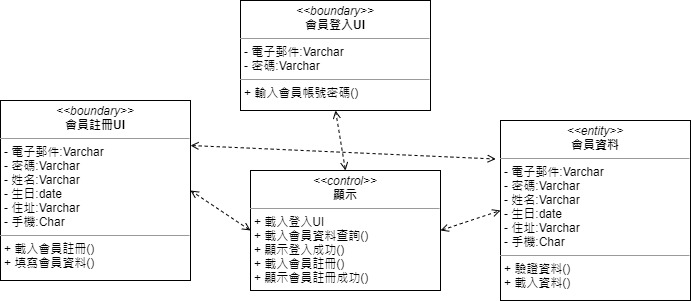 <<boundary>>
會員登入UI
- 電子郵件:Varchar
- 密碼:Varchar
+ 輸入會員帳號密碼()
<<boundary>>
會員註冊UI
- 電子郵件:Varchar
- 密碼:Varchar
- 姓名:Varchar
- 生日:date
- 住址:Varchar
- 手機:Char
+ 載入會員註冊()
+ 填寫會員資料()
<<control>>
顯示
+ 載入登入UI
+ 載入會員資料查詢()
+ 顯示登入成功()
+ 載入會員註冊()
+ 顯示會員註冊成功()
<<entity>>
會員資料
- 電子郵件:Varchar
- 密碼:Varchar
- 姓名:Varchar
- 生日:date
- 住址:Varchar
- 手機:Char
+ 驗證資料()
+ 載入資料()